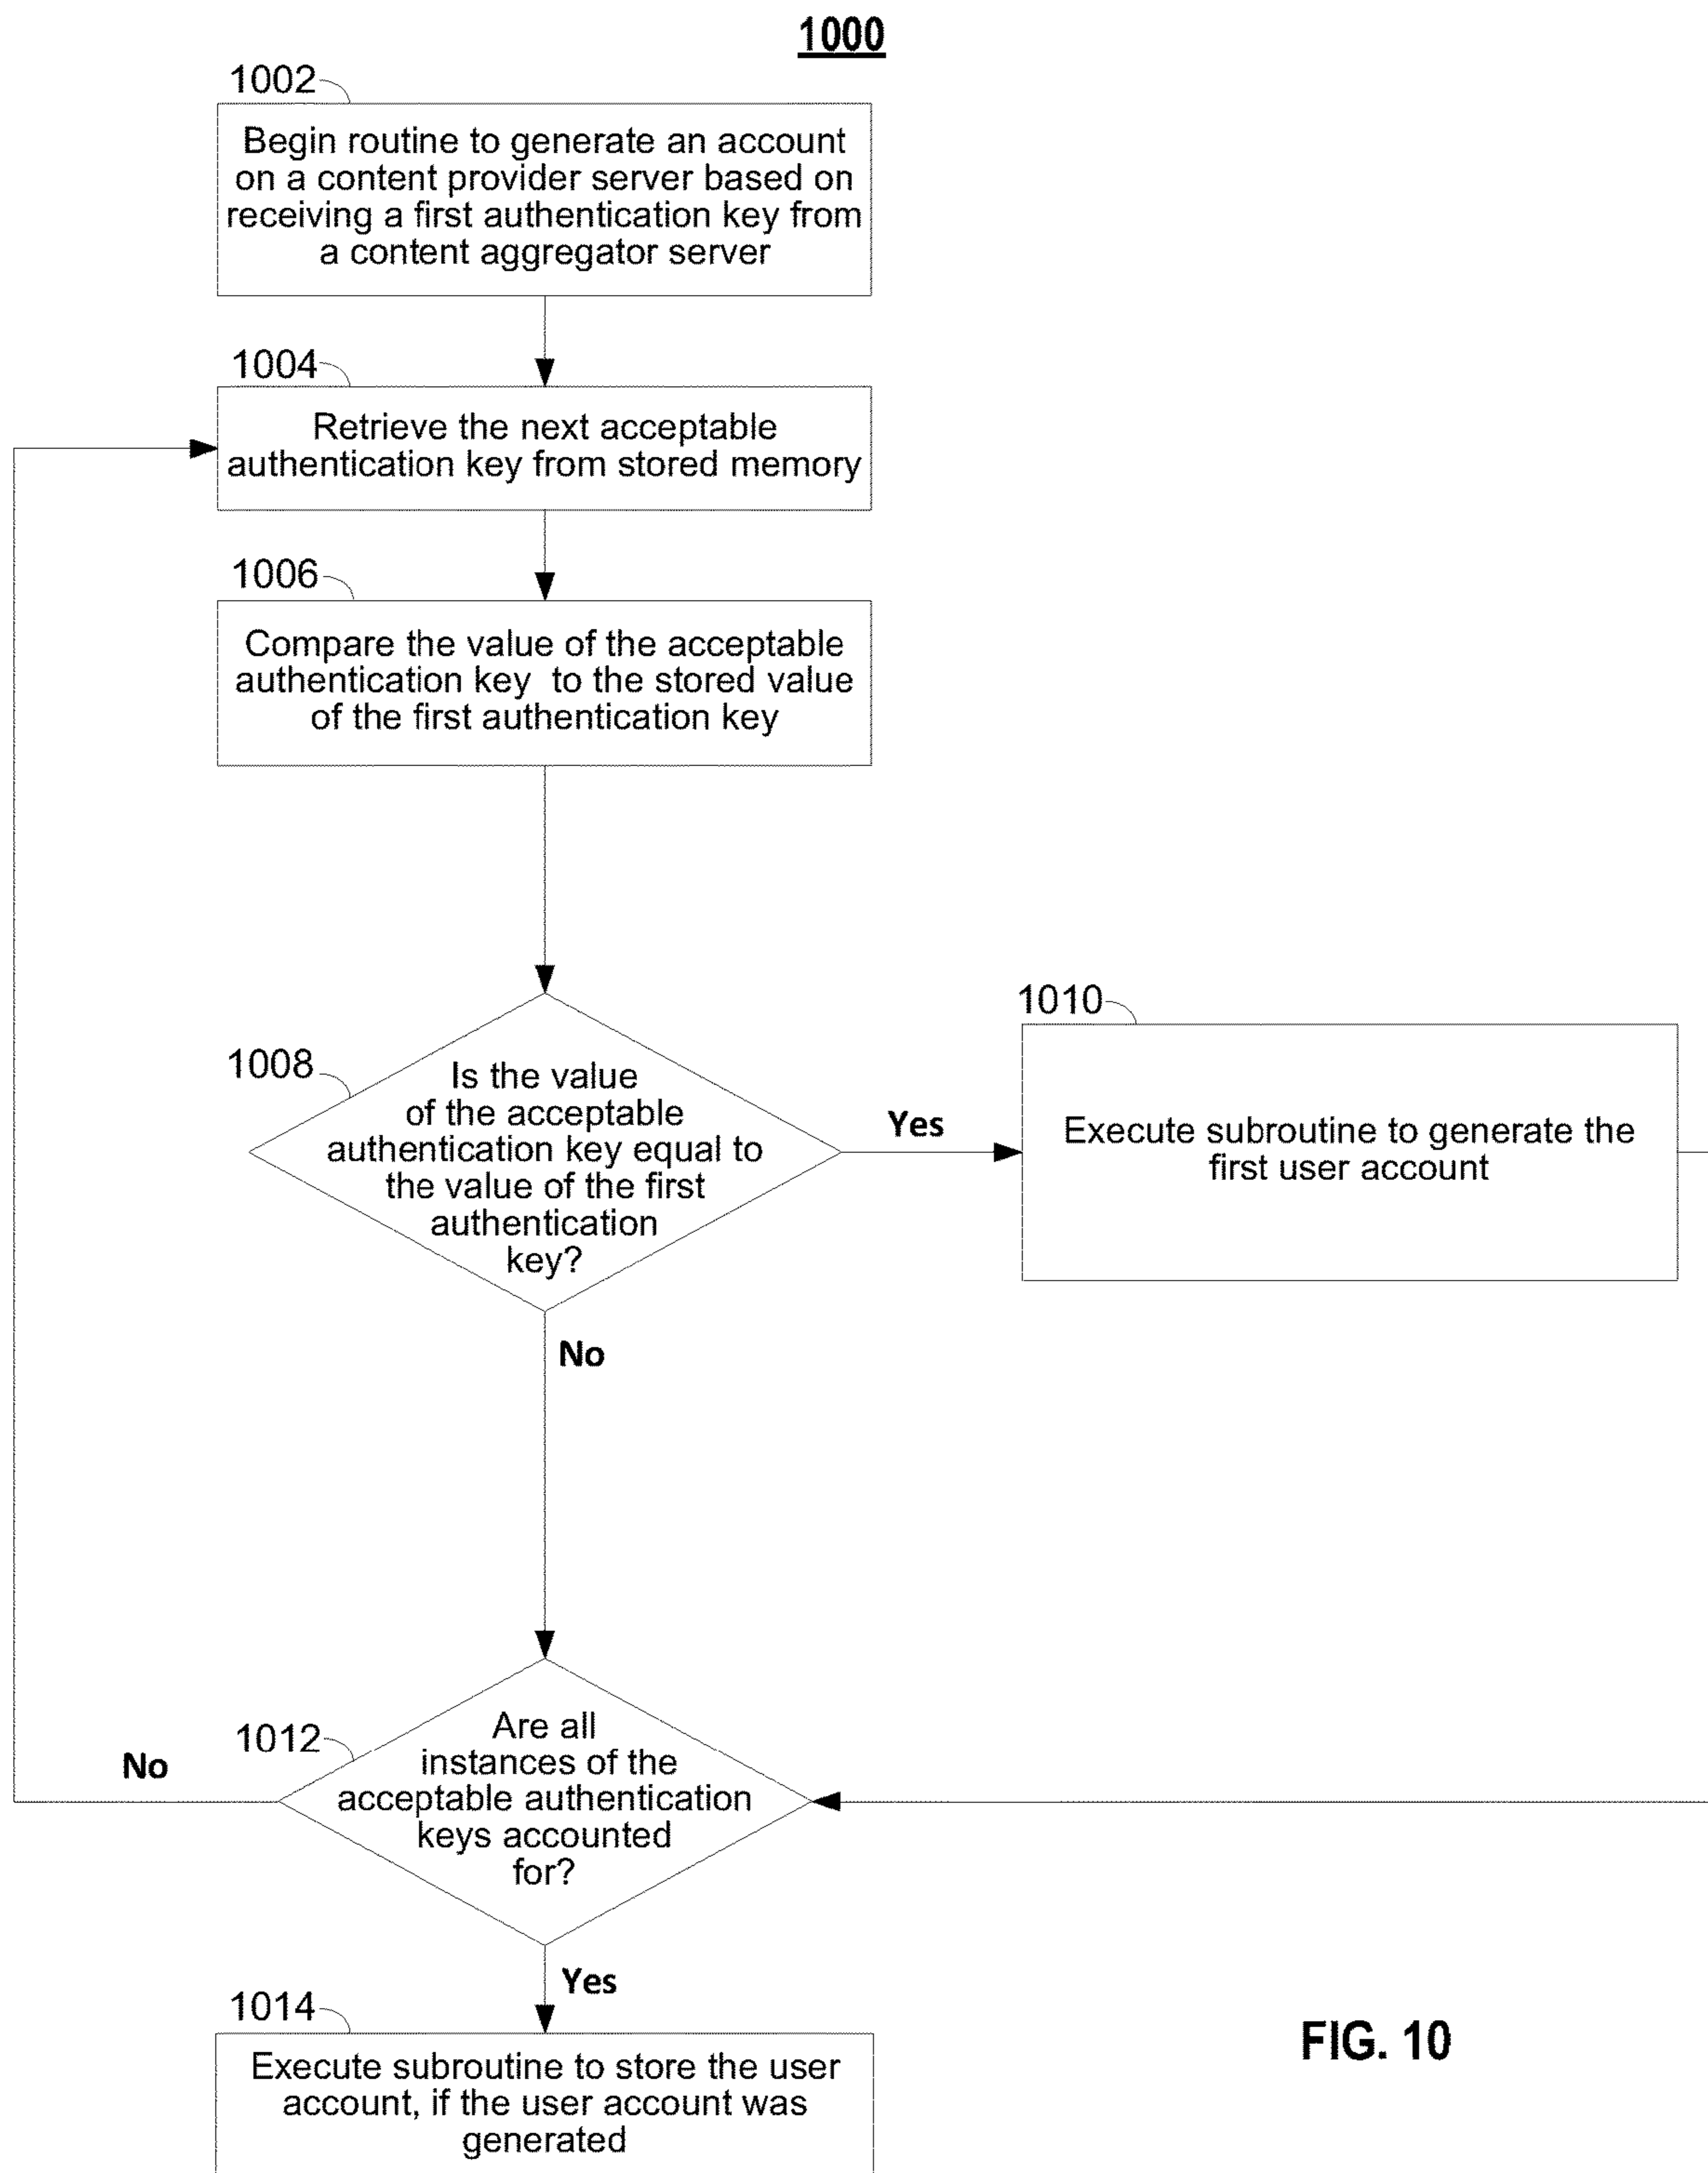 1000
1002
Begin routine to generate an account
on a content provider server based on
receiving a first authentication key from
a content aggregator server
1004
Retrieve the next acceptable
authentication key from stored memory
1006
Compare the value of the acceptable
authentication key to the stored value
of the first authentication key
1008
Is the value
of the acceptable
authentication key equal to
the value of the first
authentication
key?
Yes
1010
Execute subroutine to generate the
first user account
No
1012
Are all
instances of the
acceptable authentication
keys accounted
for?
No
Yes
1014
Execute subroutine to store the user
account, if the user account was
generated
FIG. 10